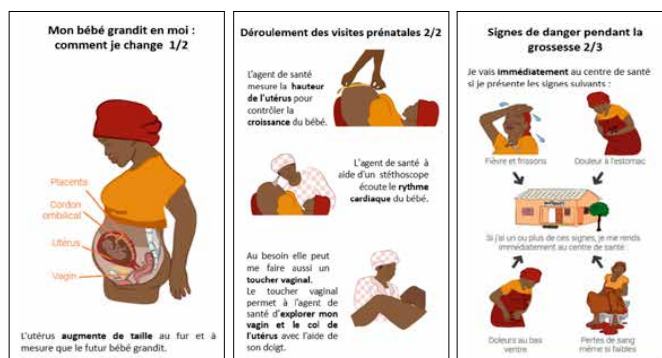 Mon bébé grandit en moi :
comment je change 1/2
Placenta
Cordon
ombilical
Utérus
Vagin
L'utérus augmente de taille au fur et à
mesure que le futur bébé grandit.
Déroulement des visites prénatales 2/2
L'agent de santé
mesure la hauteur
de l'utérus pour
contrôler la
croissance du bébé.
L'agent de santé à
aide d'un stéthoscope
écoute le rythme
cardiaque du bébé.
Au besoin elle peut
me faire aussi un
toucher vaginal.
Le toucher vaginal
permet à l'agent de
santé d'explorer mon
vagin et le col de
l'utérus avec l'aide de
son doigt.
Signes de danger pendant la
grossesse 2/3
Je vais immédiatement au centre de santé
si je présente les signes suivants :
Fièvre et frissons
Douleur à l'estomac
Si j'ai un ou plus de ces signes, je me rends
immédiatement au centre de santé :
Doleurs au bas
ventre
Pertes de sang
même si faibles